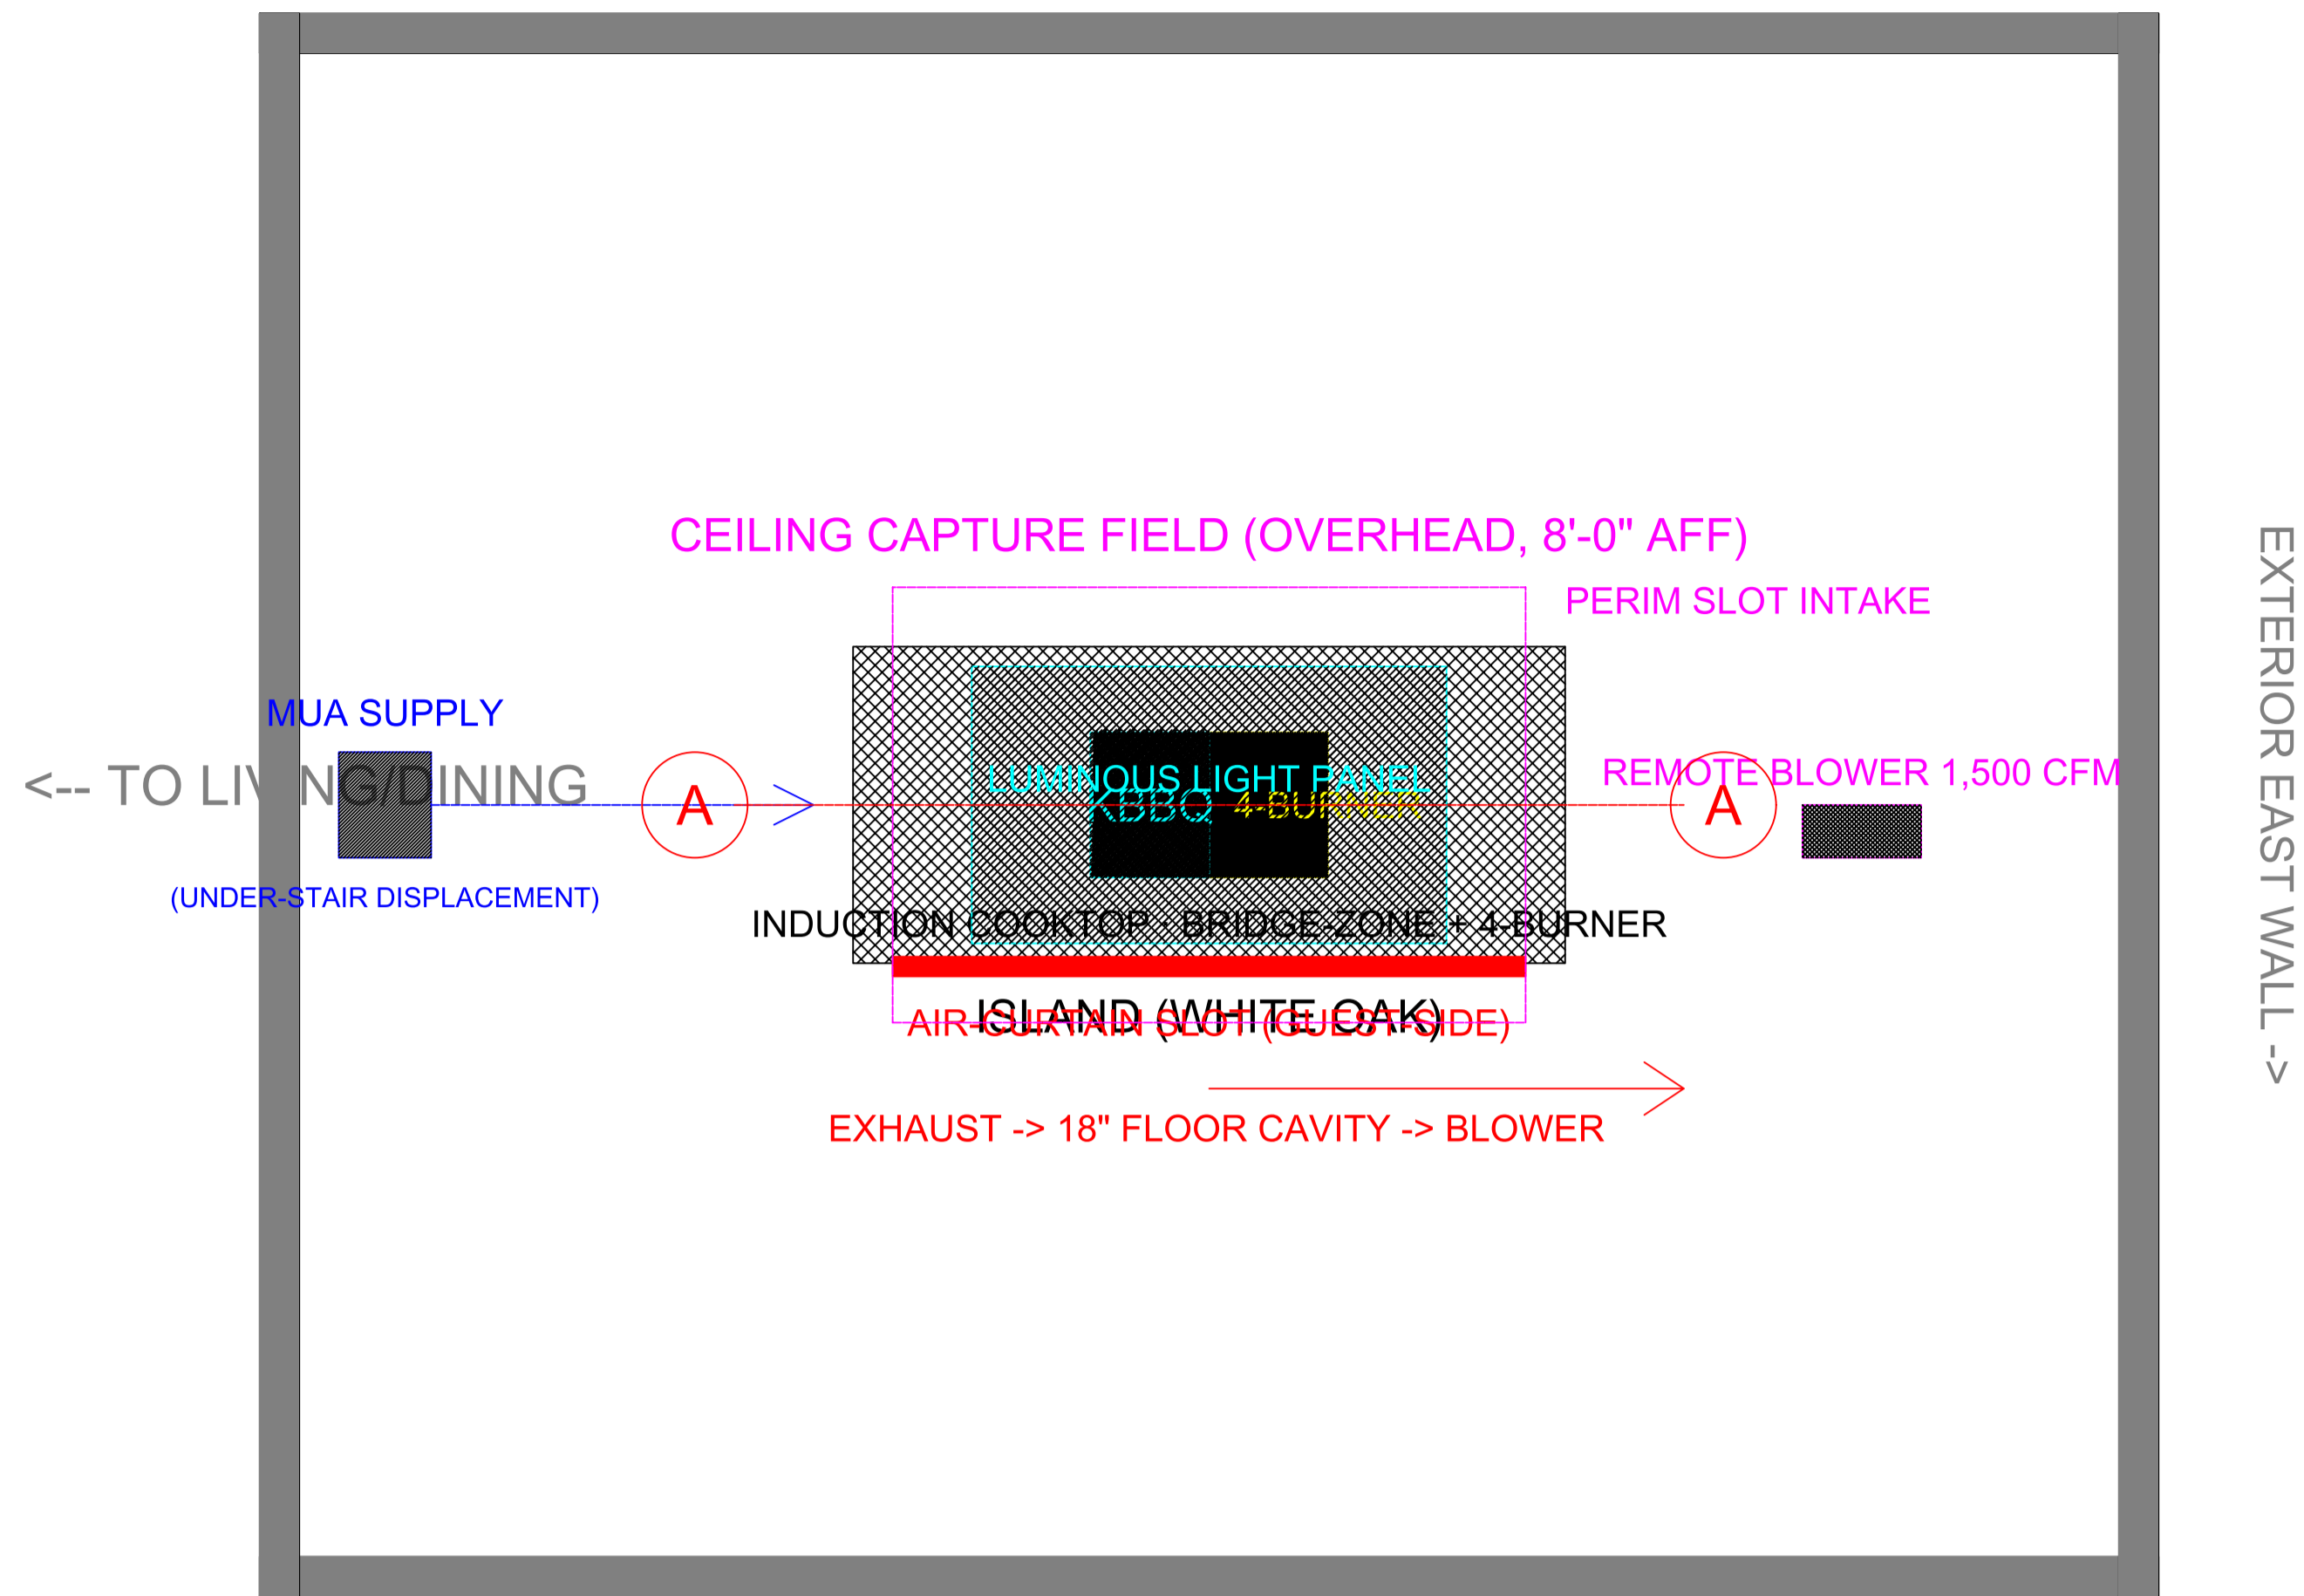 CEILING CAPTURE FIELD (OVERHEAD, 8'-0" AFF)
PERIM SLOT INTAKE
MUA SUPPLY
<-- TO LIVING/DINING
A
LUMINOUS LIGHT PANEL
KBBQ
4-BURNER
REMOTE BLOWER 1,500 CFM
A
(UNDER-STAIR DISPLACEMENT)
INDUCTION COOKTOP · BRIDGE-ZONE + 4-BURNER
ISLAND (WHITE OAK)
AIR-CURTAIN SLOT (GUEST-SIDE)
EXHAUST -> 18" FLOOR CAVITY -> BLOWER
EXTERIOR EAST WALL ->